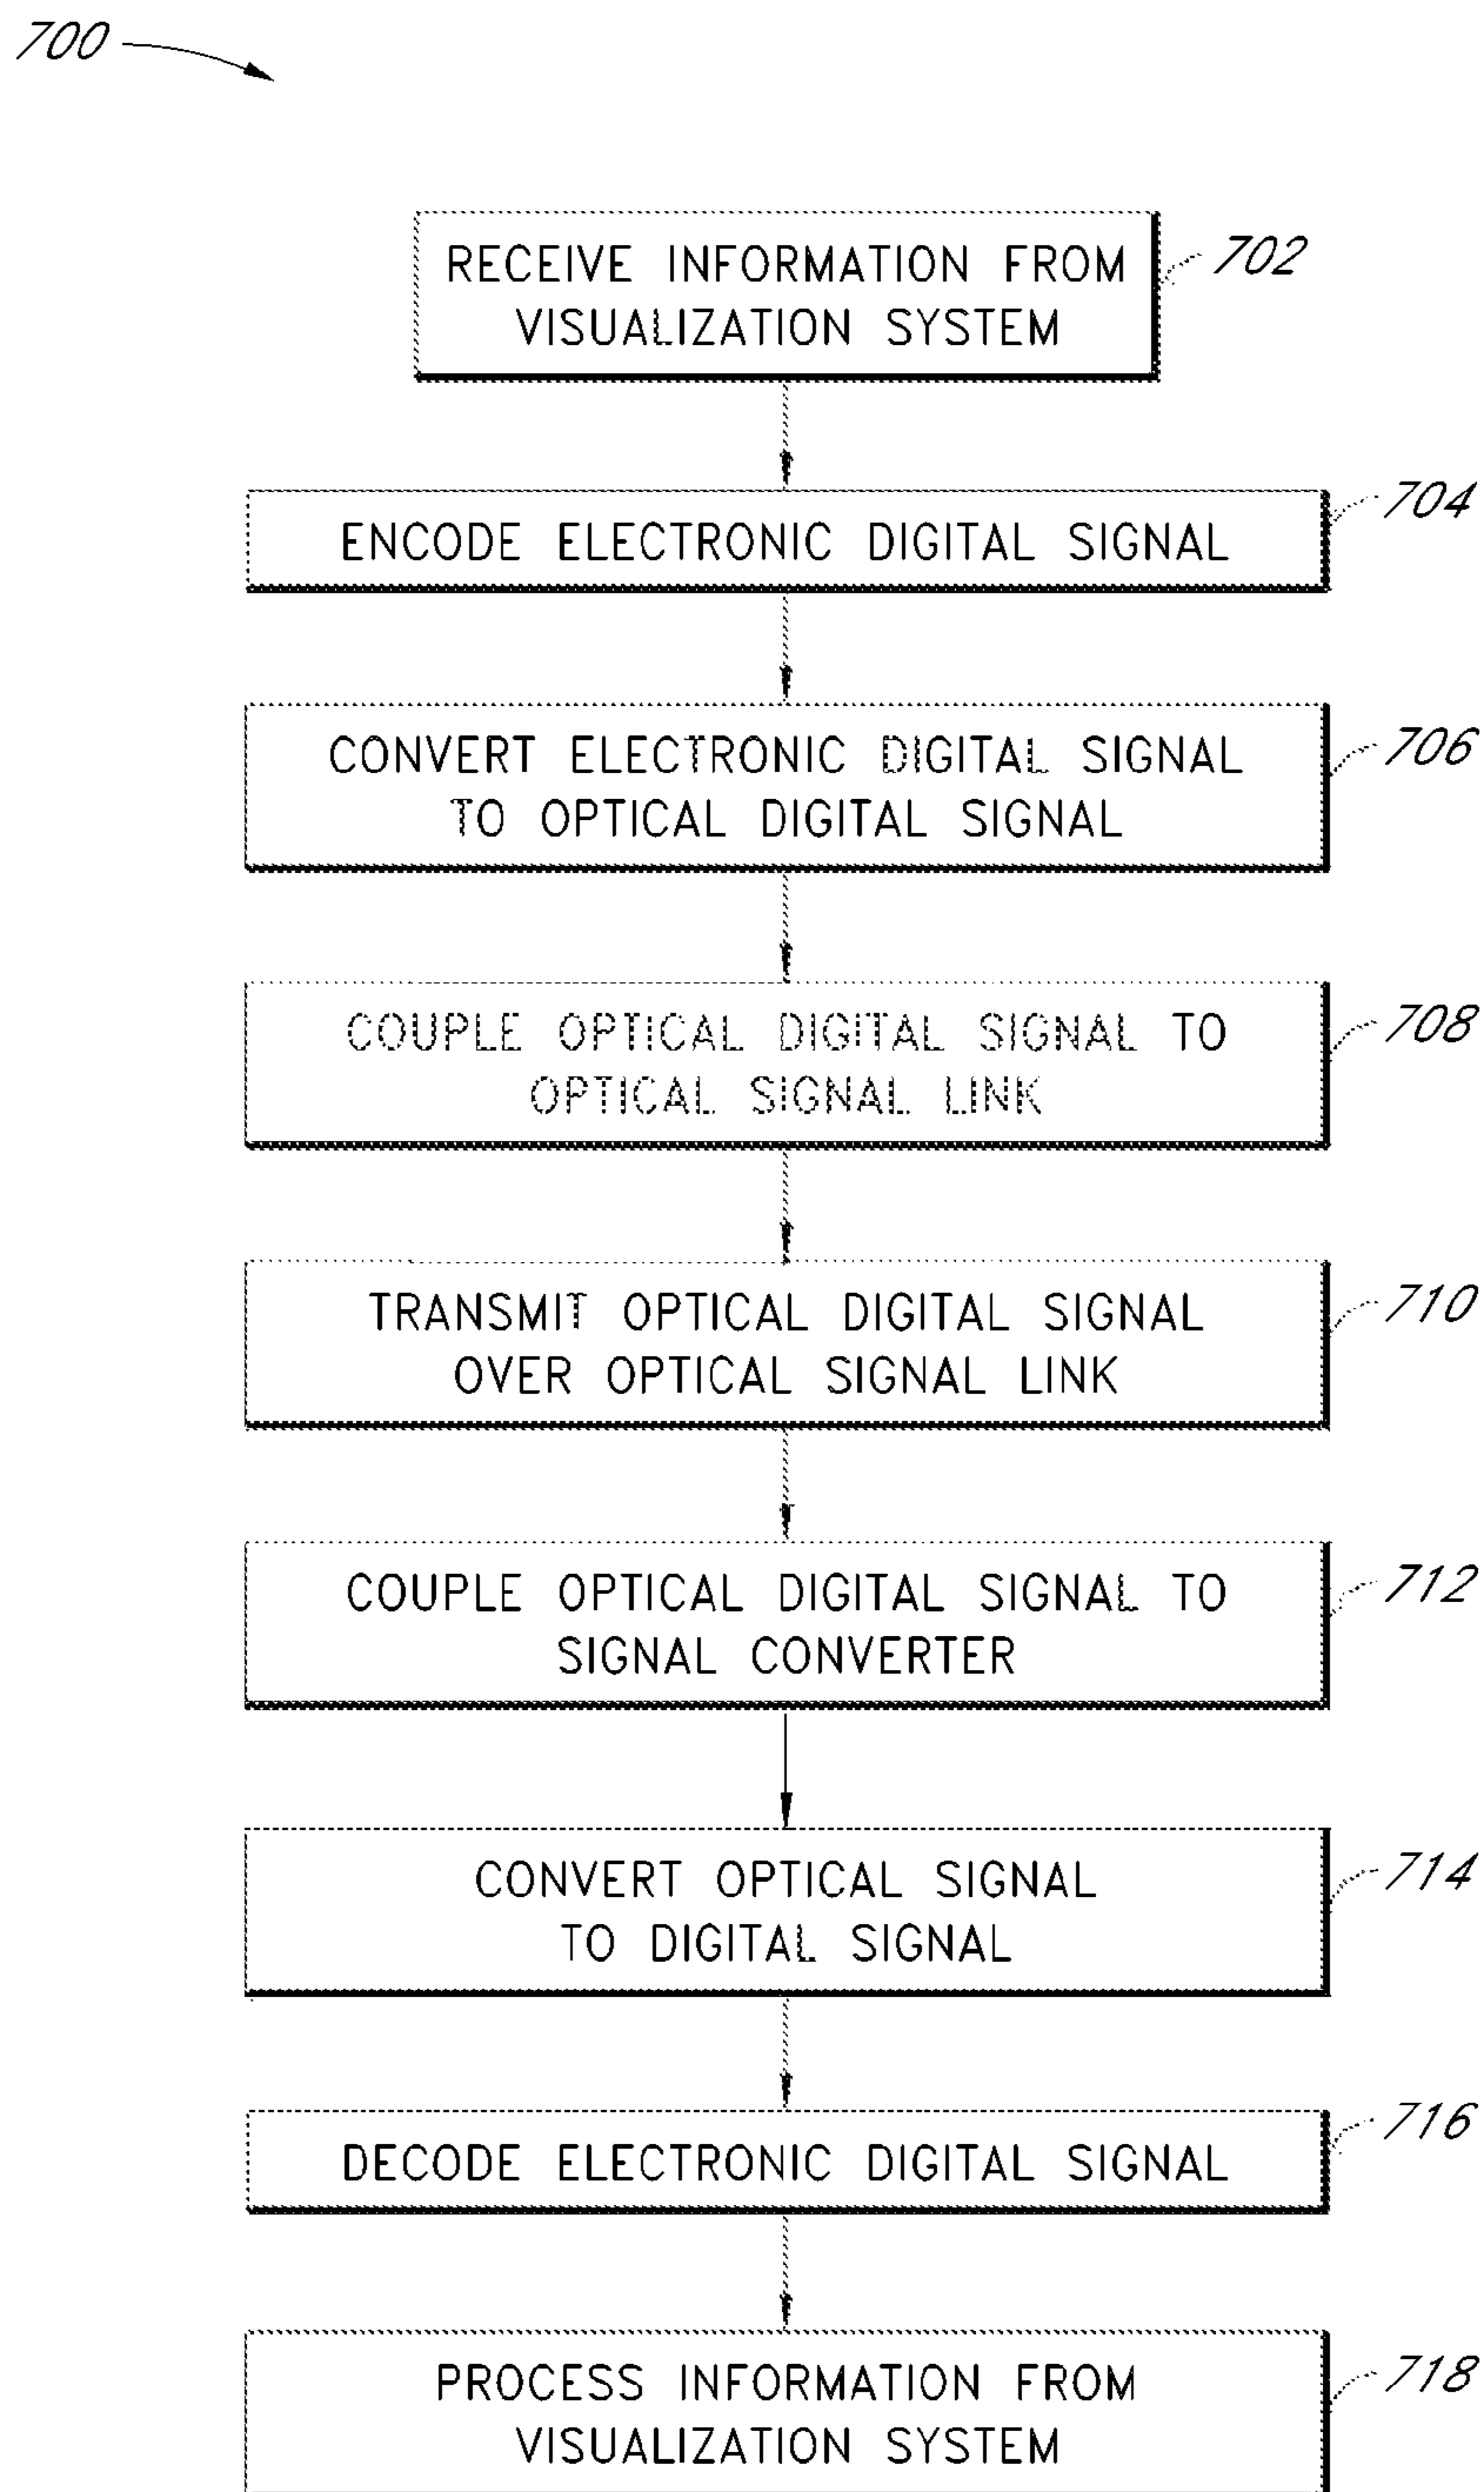 700
RECEIVE INFORMATION FROM
VISUALIZATION SYSTEM
702
ENCODE ELECTRONIC DIGITAL SIGNAL
704
CONVERT ELECTRONIC DIGITAL SIGNAL
TO OPTICAL DIGITAL SIGNAL
706
COUPLE OPTICAL DIGITAL SIGNAL TO
OPTICAL SIGNAL LINK
708
TRANSMIT OPTICAL DIGITAL SIGNAL
OVER OPTICAL SIGNAL LINK
710
COUPLE OPTICAL DIGITAL SIGNAL TO
SIGNAL CONVERTER
712
CONVERT OPTICAL SIGNAL
TO DIGITAL SIGNAL
714
DECODE ELECTRONIC DIGITAL SIGNAL
716
PROCESS INFORMATION FROM
VISUALIZATION SYSTEM
718